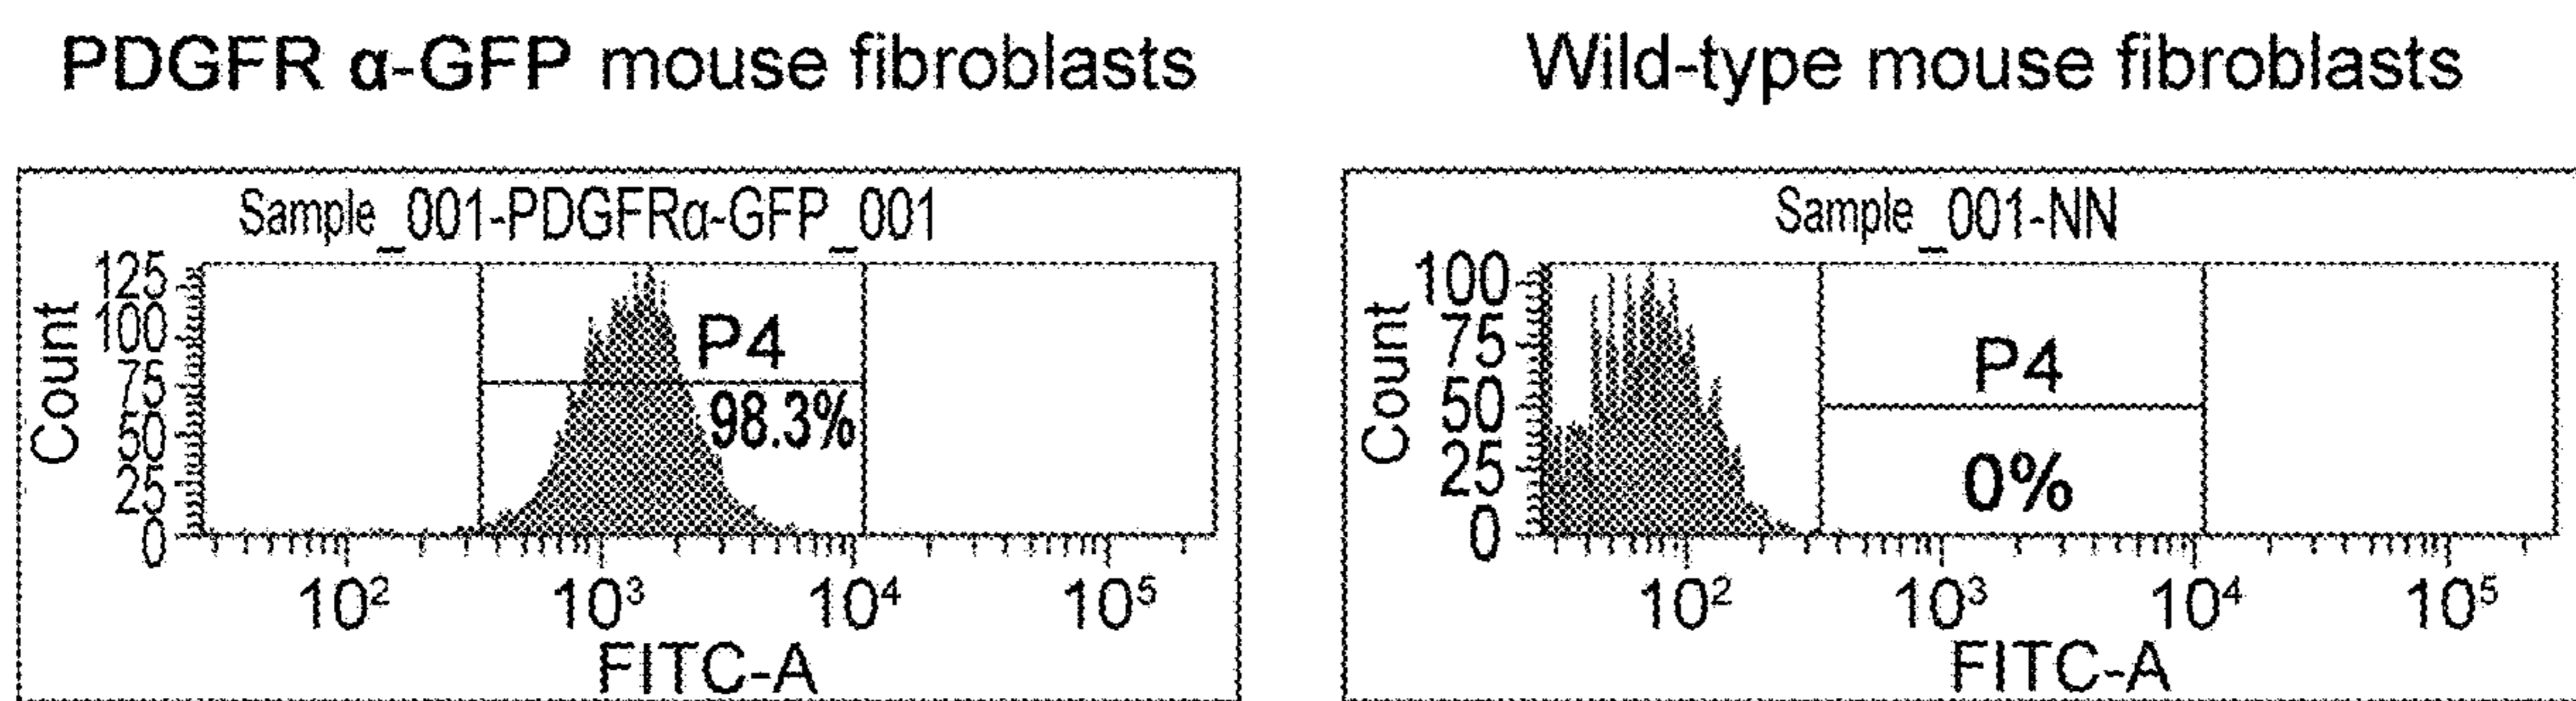 PDGFR α-GFP mouse fibroblasts
Sample_001-PDGFRα-GFP_001
Count
125
100
75
50
25
0
P4
98.3%
10²
10³
10⁴
10⁵
FITC-A
Wild-type mouse fibroblasts
Sample_001-NN
Count
100
75
50
25
0
P4
0%
10²
10³
10⁴
10⁵
FITC-A